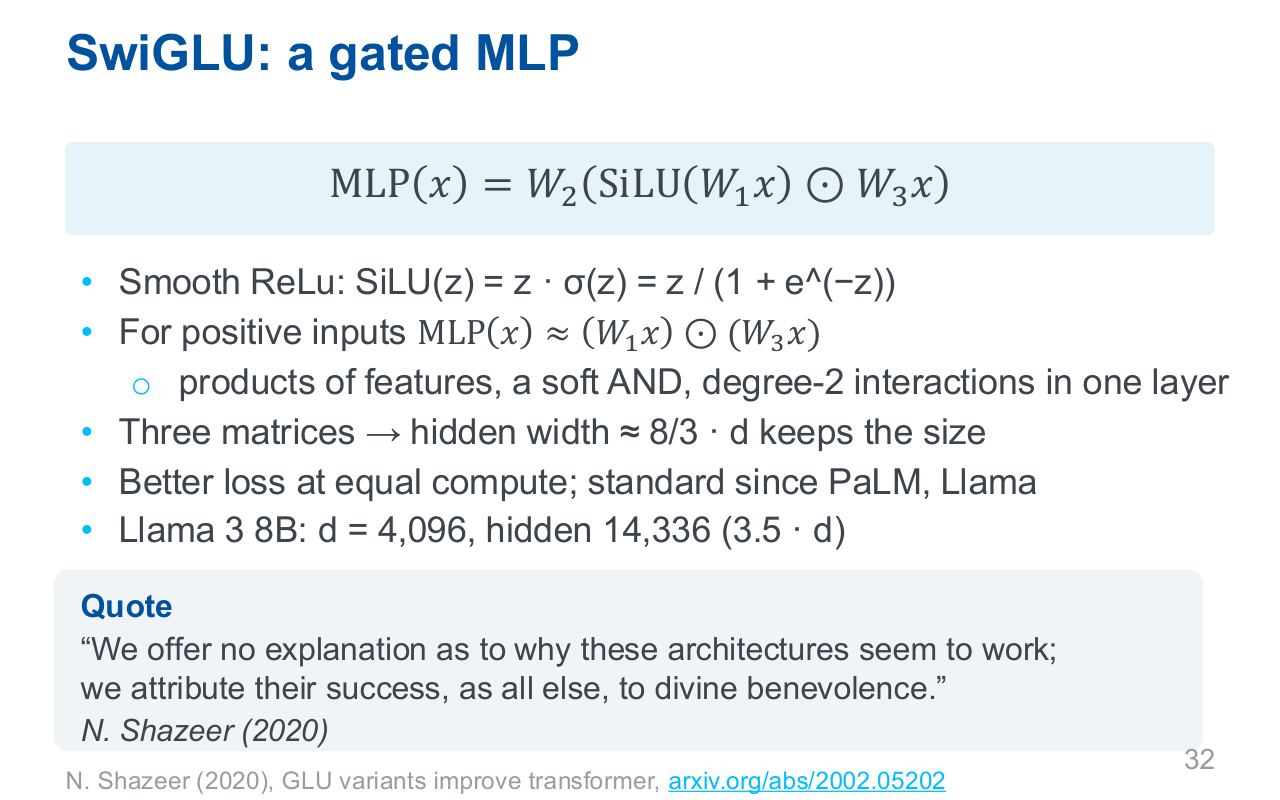 SwiGLU: a gated MLP
MLP(x) = W₂(SiLU(W₁x) ⊙ W₃x)
• Smooth ReLu: SiLU(z) = z · σ(z) = z / (1 + e^(−z))
• For positive inputs MLP(x) ≈ (W₁x) ⊙ (W₃x)
o products of features, a soft AND, degree-2 interactions in one layer
• Three matrices → hidden width ≈ 8/3 · d keeps the size
• Better loss at equal compute; standard since PaLM, Llama
• Llama 3 8B: d = 4,096, hidden 14,336 (3.5 · d)
Quote
“We offer no explanation as to why these architectures seem to work;
we attribute their success, as all else, to divine benevolence.”
N. Shazeer (2020)
32
N. Shazeer (2020), GLU variants improve transformer, arxiv.org/abs/2002.05202